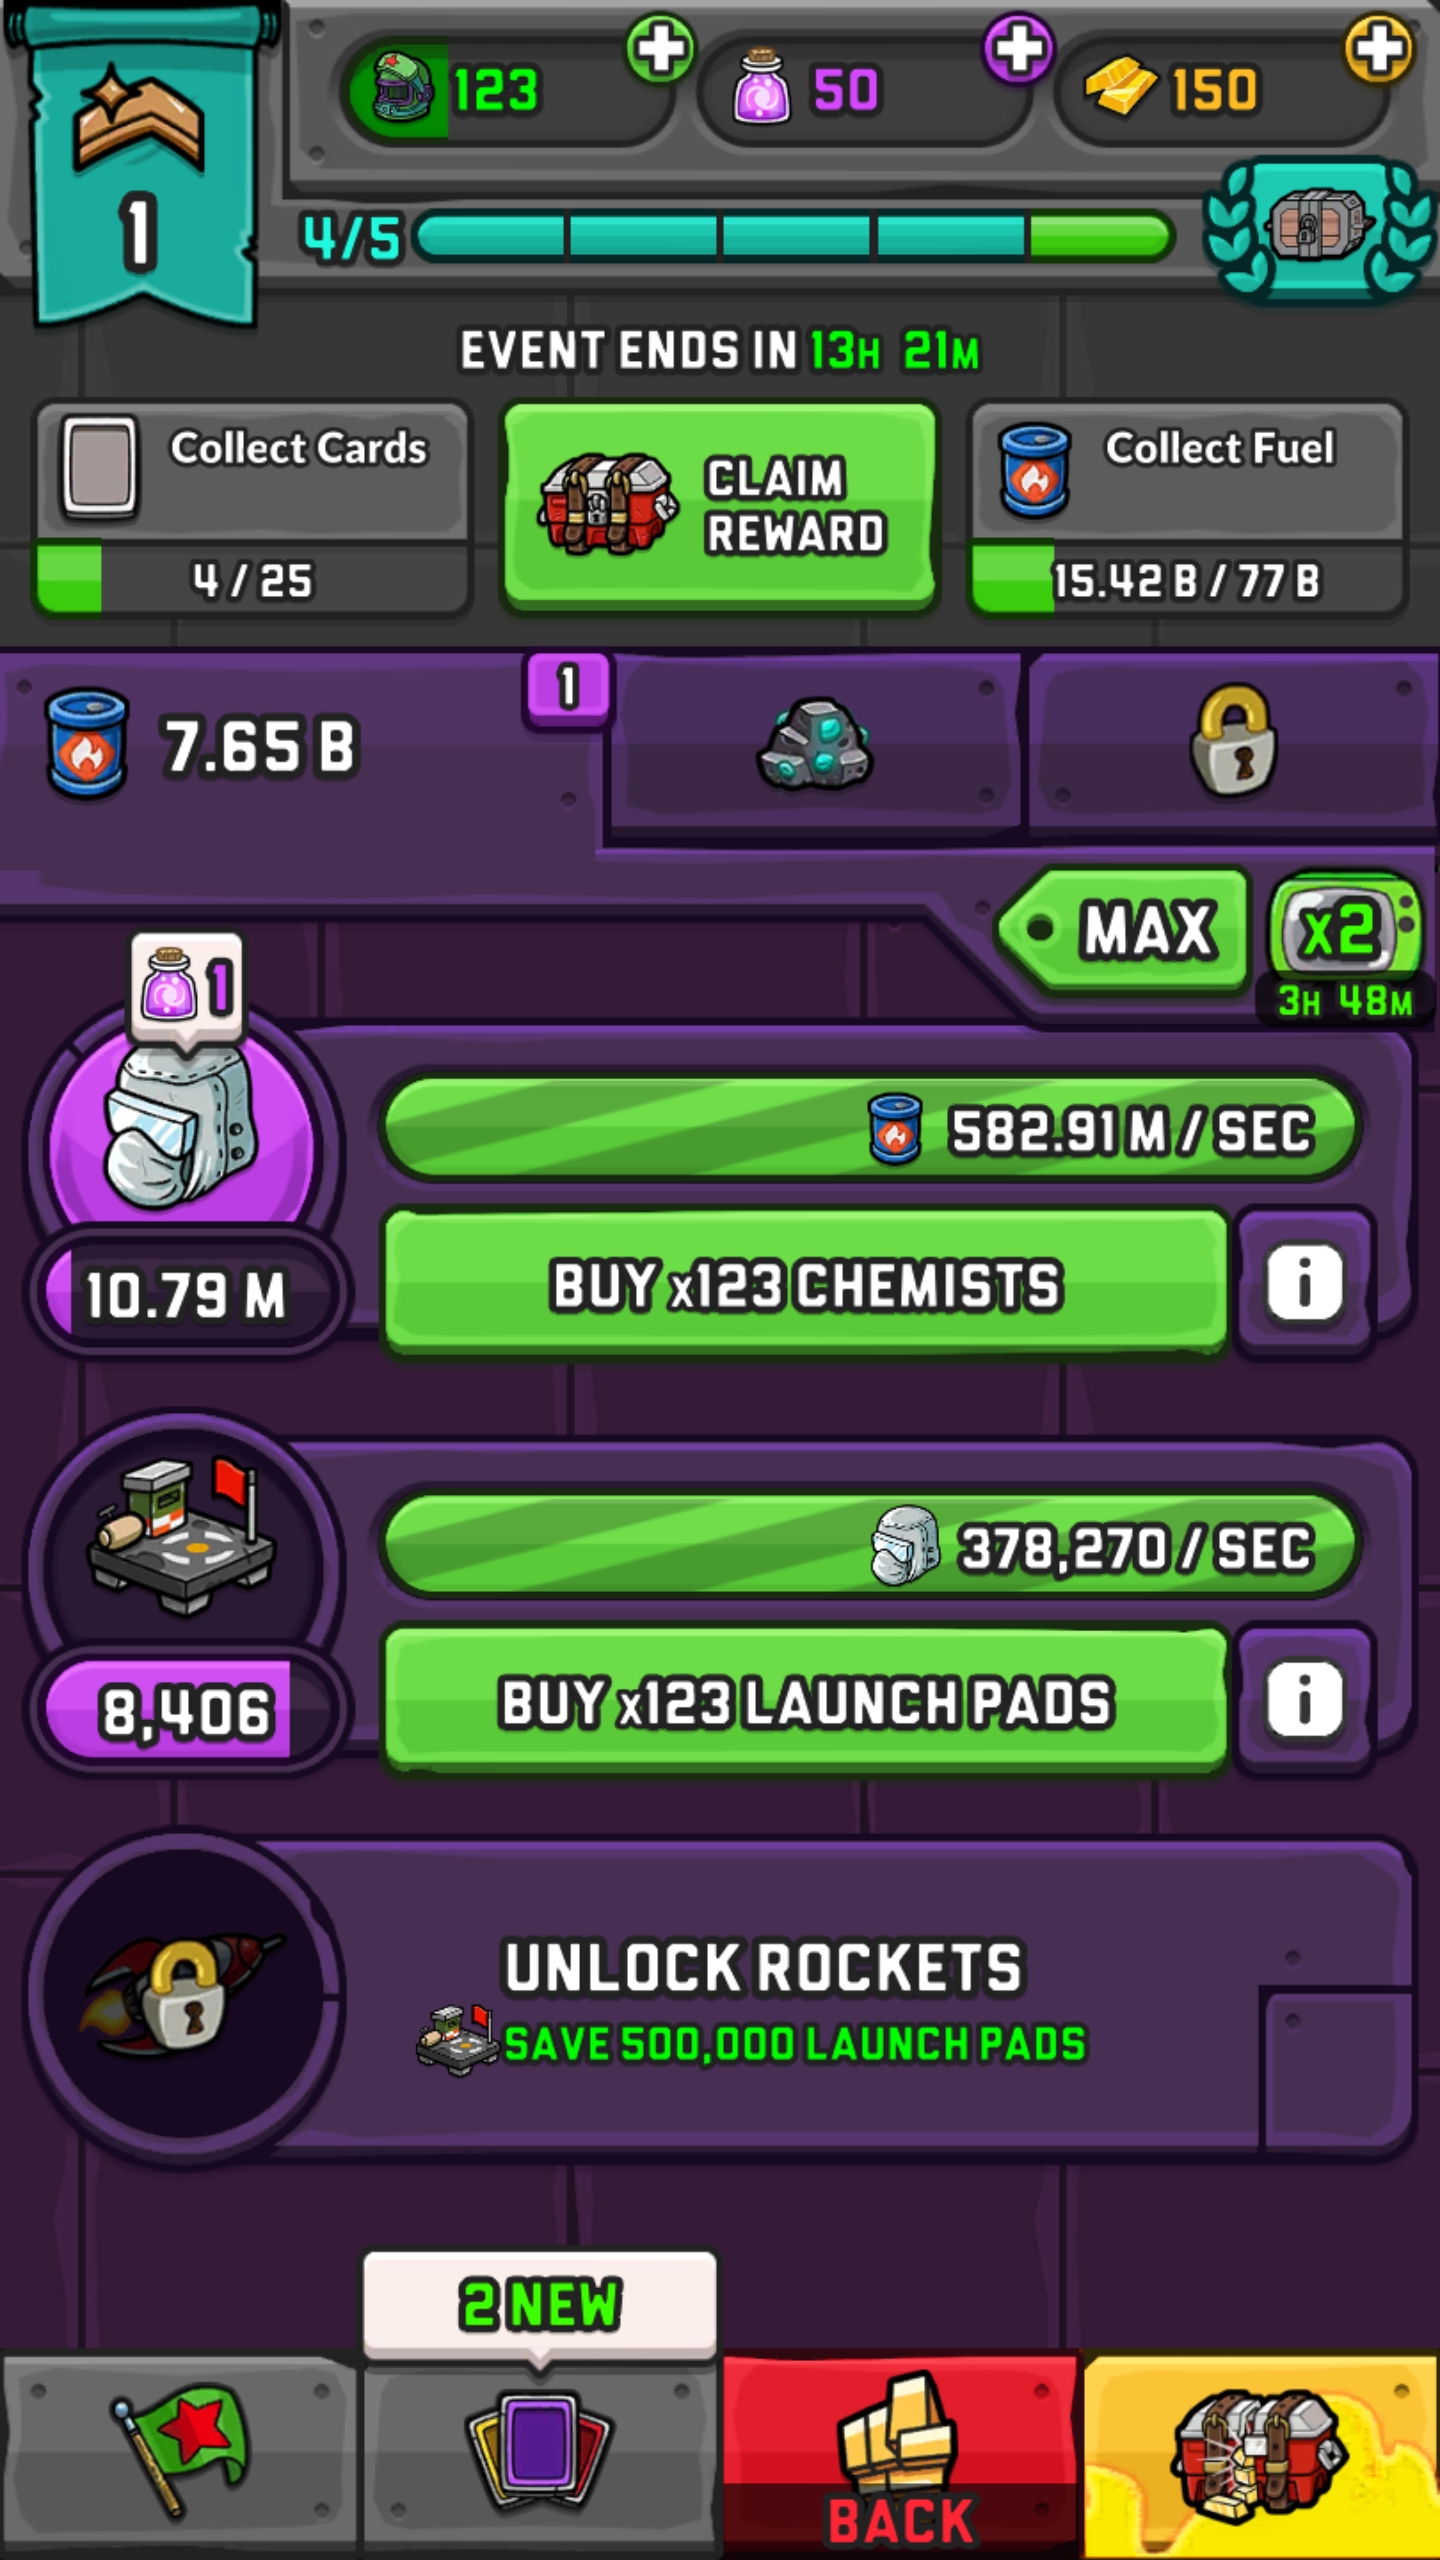 123
50
150
1
4/5
EVENT ENDS IN 13H 21M
Collect Cards
4 / 25
CLAIM
REWARD
Collect Fuel
15.42 B / 77 B
7.65 B
1
MAX
x2
3H 48M
1
582.91 M / SEC
10.79 M
BUY x123 CHEMISTS
i
378,270 / SEC
8,406
BUY x123 LAUNCH PADS
i
UNLOCK ROCKETS
SAVE 500,000 LAUNCH PADS
2 NEW
BACK